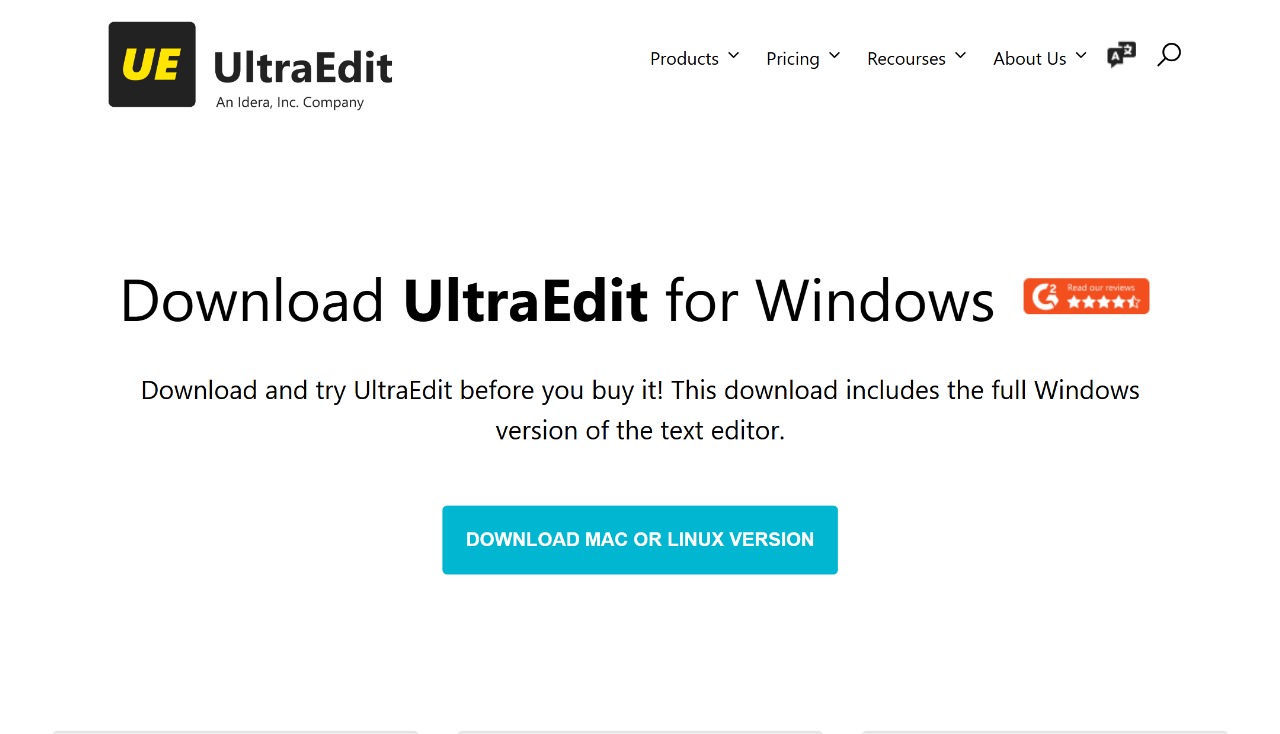 UE
UltraEdit
An Idera, Inc. Company
Products
Pricing
Recourses
About Us
A 文
Download UltraEdit for Windows
G2
Read our reviews
Download and try UltraEdit before you buy it! This download includes the full Windows
version of the text editor.
DOWNLOAD MAC OR LINUX VERSION